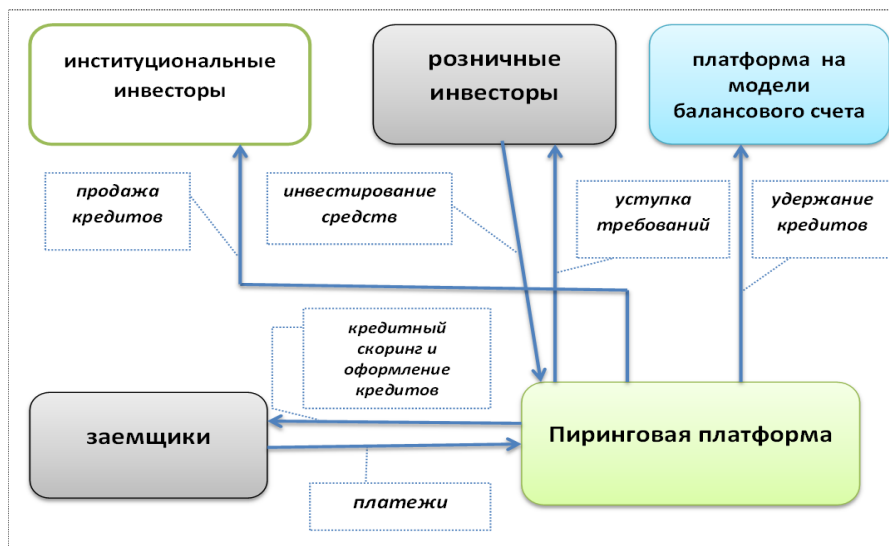 институциональные
инвесторы
розничные
инвесторы
платформа на
модели
балансового счета
продажа
кредитов
инвестирование
средств
уступка
требований
удержание
кредитов
кредитный
скоринг и
оформление
кредитов
заемщики
Пиринговая платформа
платежи